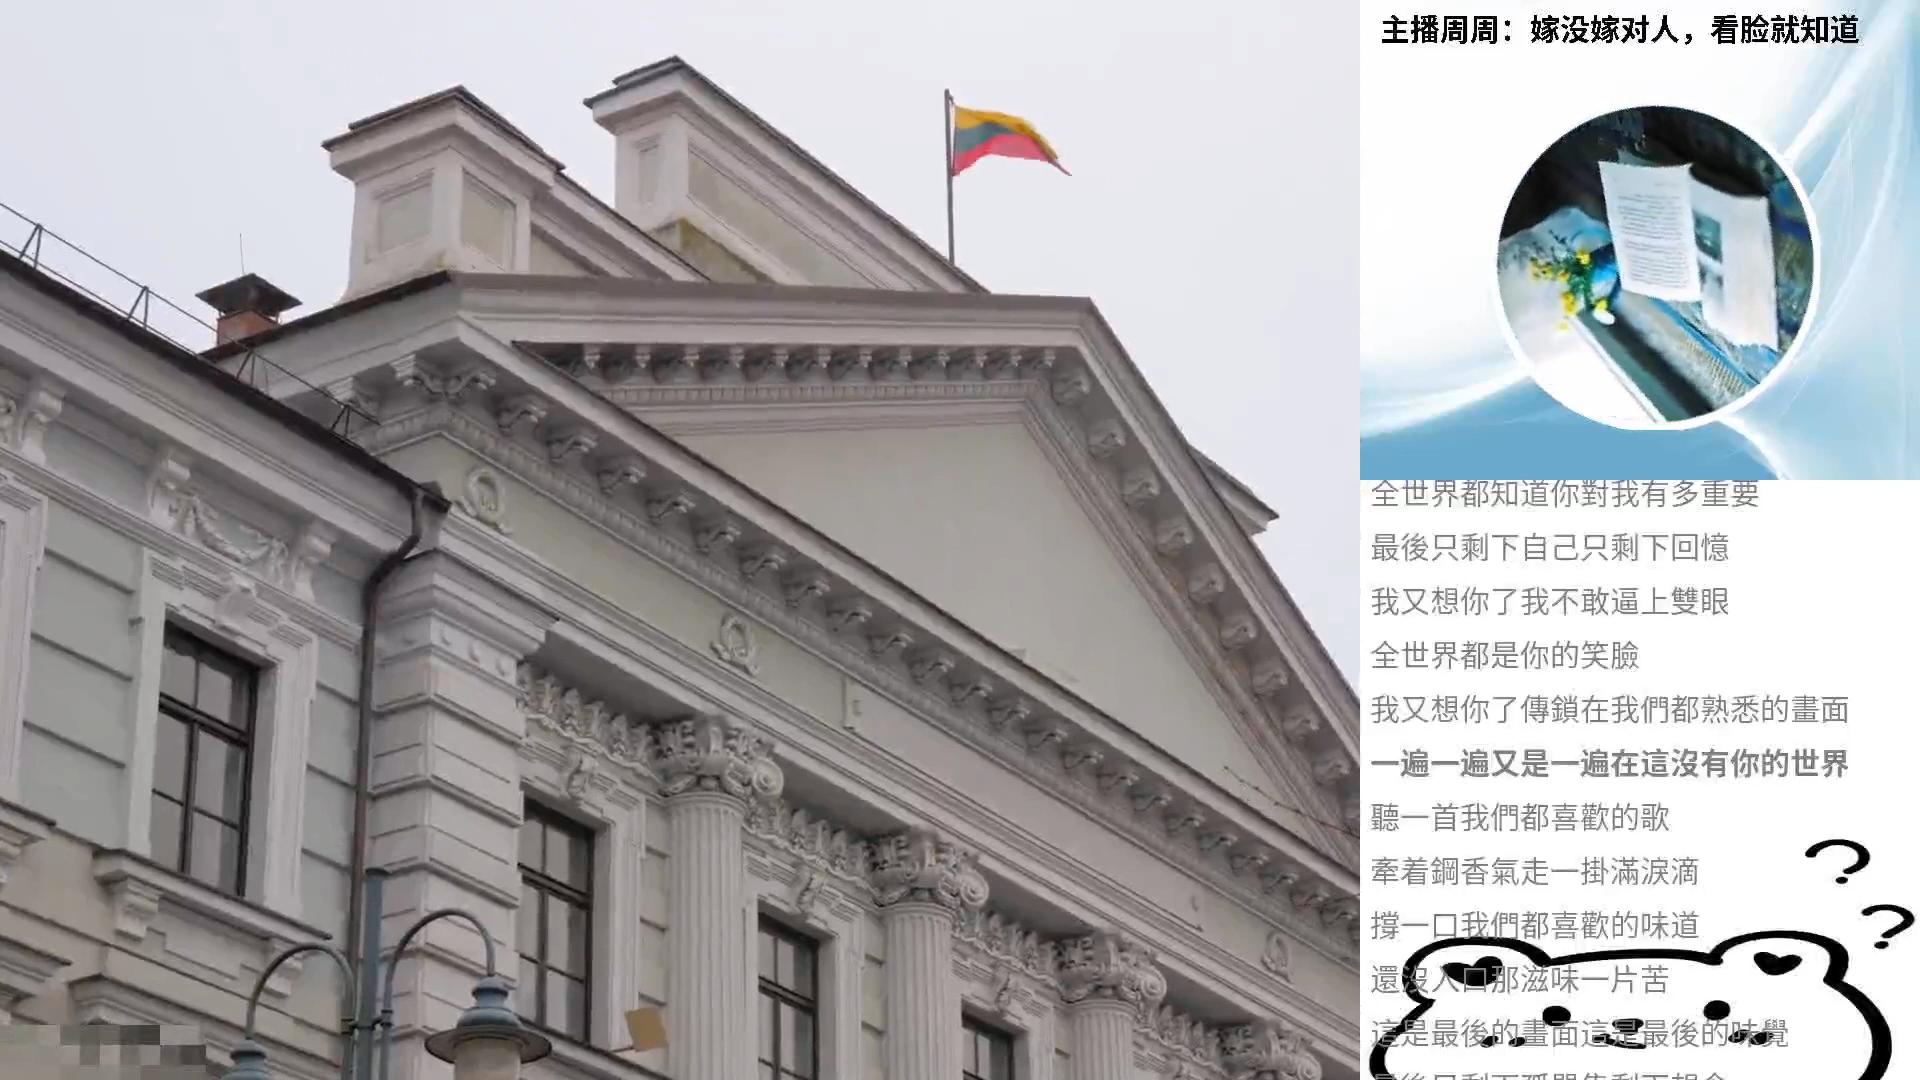 主播周周：嫁没嫁对人，看脸就知道
全世界都知道你對我有多重要
最後只剩下自己只剩下回憶
我又想你了我不敢逼上雙眼
全世界都是你的笑臉
我又想你了傳鎖在我們都熟悉的畫面
一遍一遍又是一遍在這沒有你的世界
聽一首我們都喜歡的歌
牽着鋼香氣走一掛滿淚滴
撐一口我們都喜歡的味道
還沒入口那滋味一片苦
這是最後的畫面這是最後的味覺